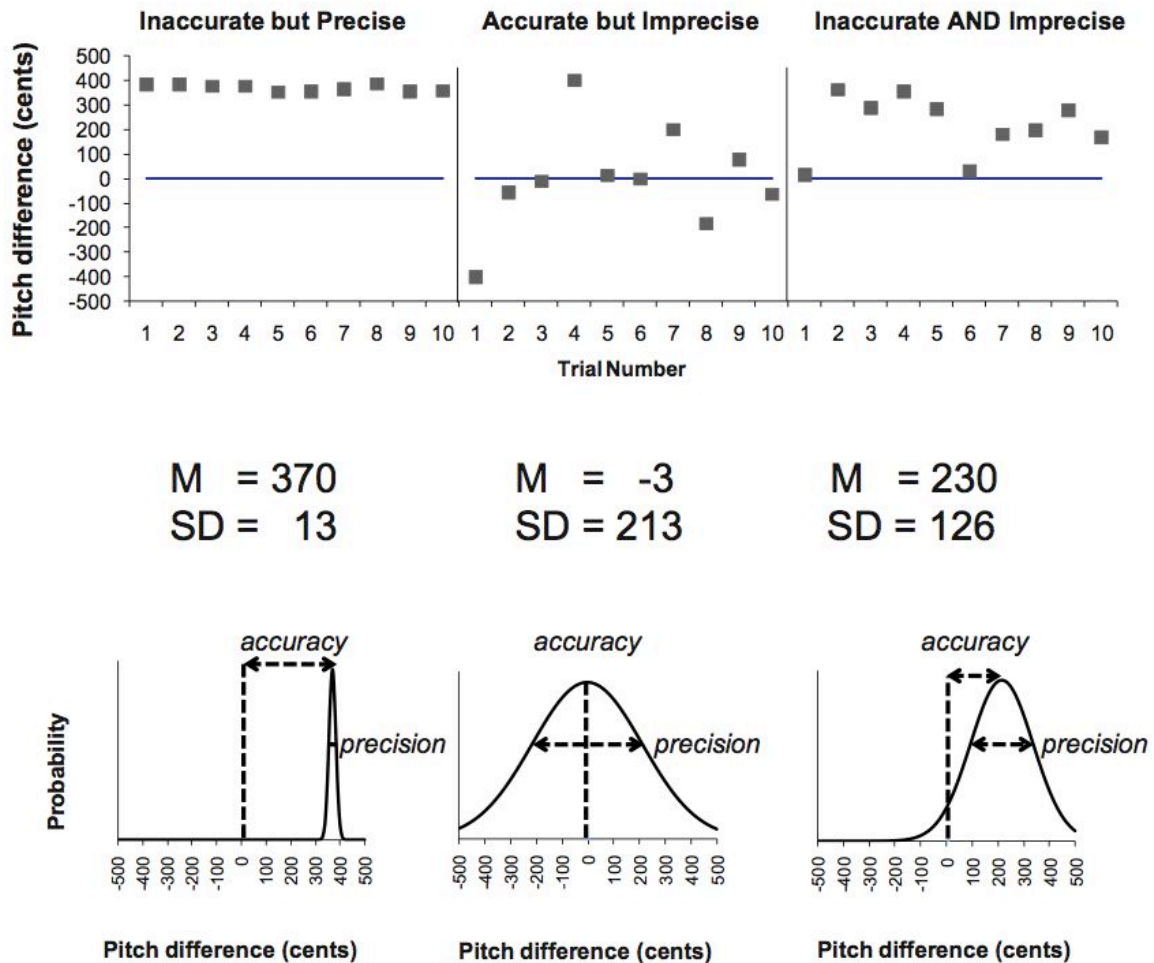 Inaccurate but Precise Accurate but Imprecise Inaccurate AND Imprecise
Pitch difference (cents)
500
400
300
200
100
0
-100
-200
-300
-400
-500
1 2 3 4 5 6 7 8 9 10 1 2 3 4 5 6 7 8 9 10 1 2 3 4 5 6 7 8 9 10
Trial Number
M = 370 M = -3 M = 230
SD = 13 SD = 213 SD = 126
accuracy accuracy accuracy
precision precision precision
Probability
-500 -400 -300 -200 -100 0 100 200 300 400 500 -500 -400 -300 -200 -100 0 100 200 300 400 500 -500 -400 -300 -200 -100 0 100 200 300 400 500
Pitch difference (cents) Pitch difference (cents) Pitch difference (cents)